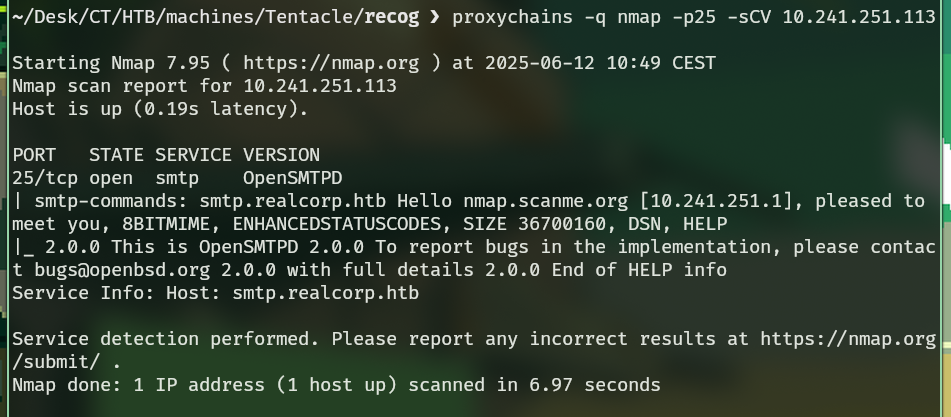 ~/Desk/CT/HTB/machines/Tentacle/recog ❯ proxychains -q nmap -p25 -sCV 10.241.251.113
Starting Nmap 7.95 ( https://nmap.org ) at 2025-06-12 10:49 CEST
Nmap scan report for 10.241.251.113
Host is up (0.19s latency).
PORT   STATE SERVICE VERSION
25/tcp open  smtp    OpenSMTPD
| smtp-commands: smtp.realcorp.htb Hello nmap.scanme.org [10.241.251.1], pleased to
meet you, 8BITMIME, ENHANCEDSTATUSCODES, SIZE 36700160, DSN, HELP
|_ 2.0.0 This is OpenSMTPD 2.0.0 To report bugs in the implementation, please contac
t bugs@openbsd.org 2.0.0 with full details 2.0.0 End of HELP info
Service Info: Host: smtp.realcorp.htb
Service detection performed. Please report any incorrect results at https://nmap.org
/submit/ .
Nmap done: 1 IP address (1 host up) scanned in 6.97 seconds